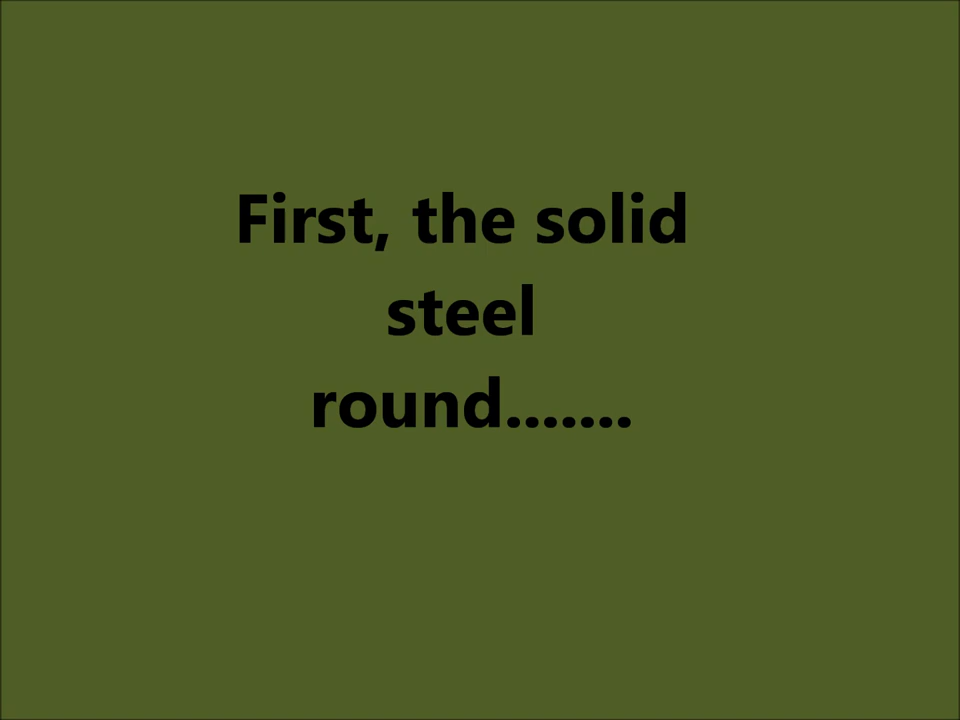 First, the solid
steel
round.......